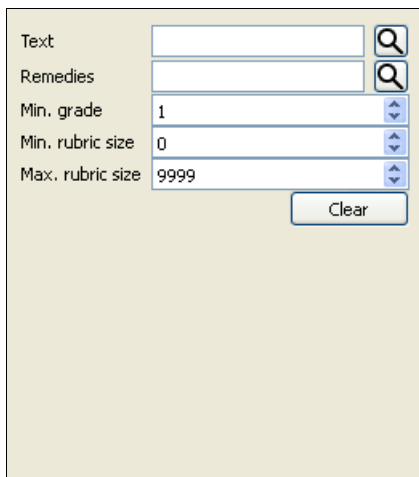 Text
Remedies
Min. grade 1
Min. rubric size 0
Max. rubric size 9999
Clear